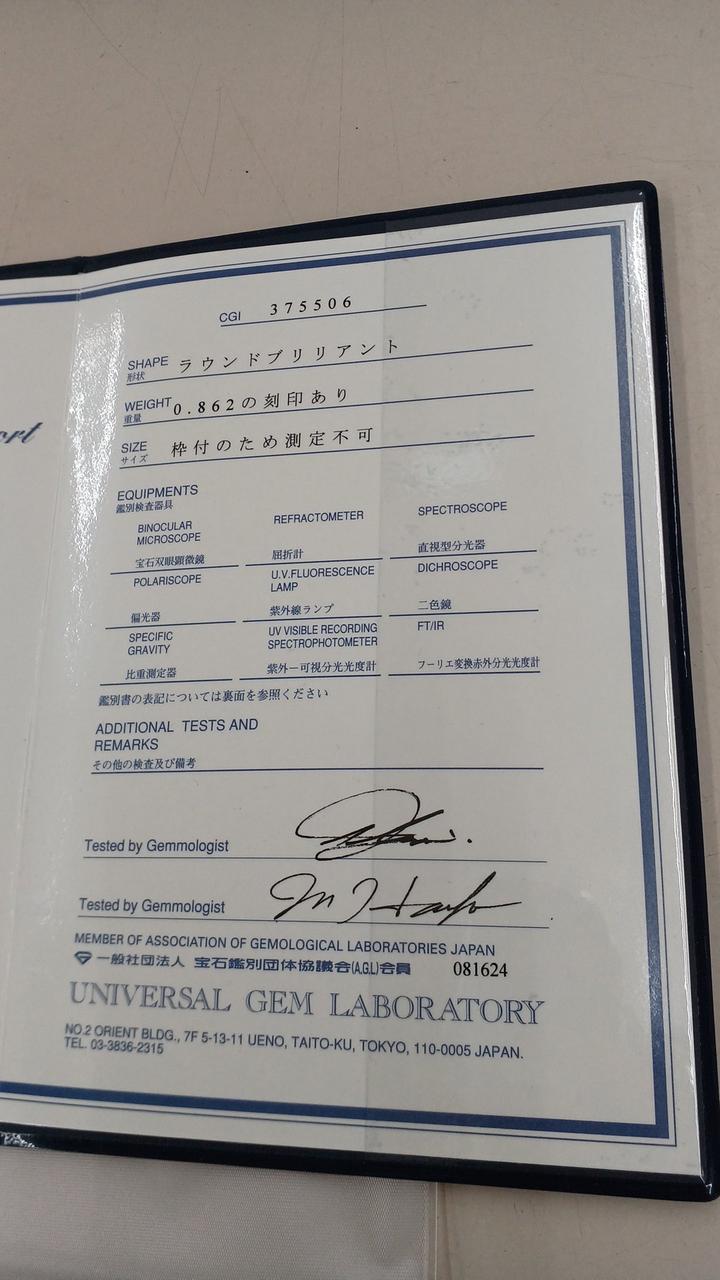 ort
CGI 375506
SHAPE ラウンドブリリアント
形状
WEIGHT 0.862の刻印あり
重量
SIZE 枠付のため測定不可
サイズ
EQUIPMENTS
鑑別検査器具
BINOCULAR MICROSCOPE
宝石双眼顕微鏡
REFRACTOMETER
屈折計
SPECTROSCOPE
直視型分光器
POLARISCOPE
偏光器
U.V.FLUORESCENCE LAMP
紫外線ランプ
DICHROSCOPE
二色鏡
SPECIFIC GRAVITY
比重測定器
UV VISIBLE RECORDING SPECTROPHOTOMETER
紫外－可視分光光度計
FT/IR
フーリエ変換赤外分光光度計
鑑別書の表記については裏面を参照ください
ADDITIONAL TESTS AND
REMARKS
その他の検査及び備考
Tested by Gemmologist
Tested by Gemmologist
MEMBER OF ASSOCIATION OF GEMOLOGICAL LABORATORIES JAPAN
一般社団法人 宝石鑑別団体協議会(A.G.L)会員 081624
UNIVERSAL GEM LABORATORY
NO.2 ORIENT BLDG., 7F 5-13-11 UENO, TAITO-KU, TOKYO, 110-0005 JAPAN.
TEL. 03-3836-2315